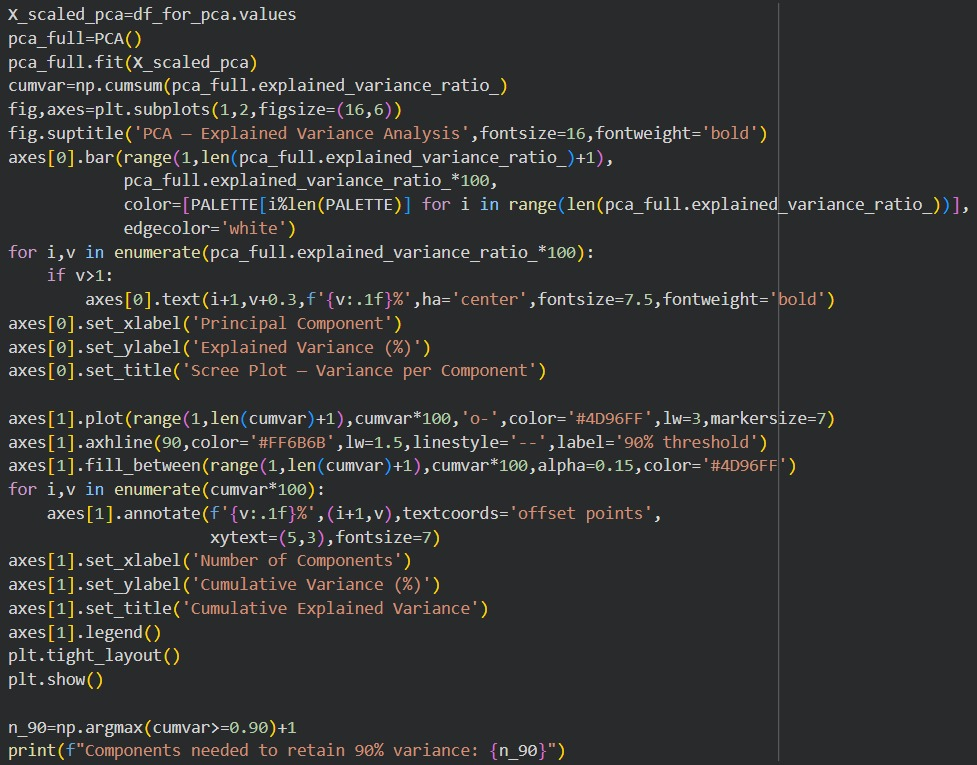 X_scaled_pca=df_for_pca.values
pca_full=PCA()
pca_full.fit(X_scaled_pca)
cumvar=np.cumsum(pca_full.explained_variance_ratio_)
fig,axes=plt.subplots(1,2,figsize=(16,6))
fig.suptitle('PCA – Explained Variance Analysis',fontsize=16,fontweight='bold')
axes[0].bar(range(1,len(pca_full.explained_variance_ratio_)+1),
            pca_full.explained_variance_ratio_*100,
            color=[PALETTE[i%len(PALETTE)] for i in range(len(pca_full.explained_variance_ratio_))],
            edgecolor='white')
for i,v in enumerate(pca_full.explained_variance_ratio_*100):
    if v>1:
        axes[0].text(i+1,v+0.3,f'{v:.1f}%',ha='center',fontsize=7.5,fontweight='bold')
axes[0].set_xlabel('Principal Component')
axes[0].set_ylabel('Explained Variance (%)')
axes[0].set_title('Scree Plot – Variance per Component')

axes[1].plot(range(1,len(cumvar)+1),cumvar*100,'o-',color='#4D96FF',lw=3,markersize=7)
axes[1].axhline(90,color='#FF6B6B',lw=1.5,linestyle='--',label='90% threshold')
axes[1].fill_between(range(1,len(cumvar)+1),cumvar*100,alpha=0.15,color='#4D96FF')
for i,v in enumerate(cumvar*100):
    axes[1].annotate(f'{v:.1f}%',(i+1,v),textcoords='offset points',
                     xytext=(5,3),fontsize=7)
axes[1].set_xlabel('Number of Components')
axes[1].set_ylabel('Cumulative Variance (%)')
axes[1].set_title('Cumulative Explained Variance')
axes[1].legend()
plt.tight_layout()
plt.show()

n_90=np.argmax(cumvar>=0.90)+1
print(f"Components needed to retain 90% variance: {n_90}")